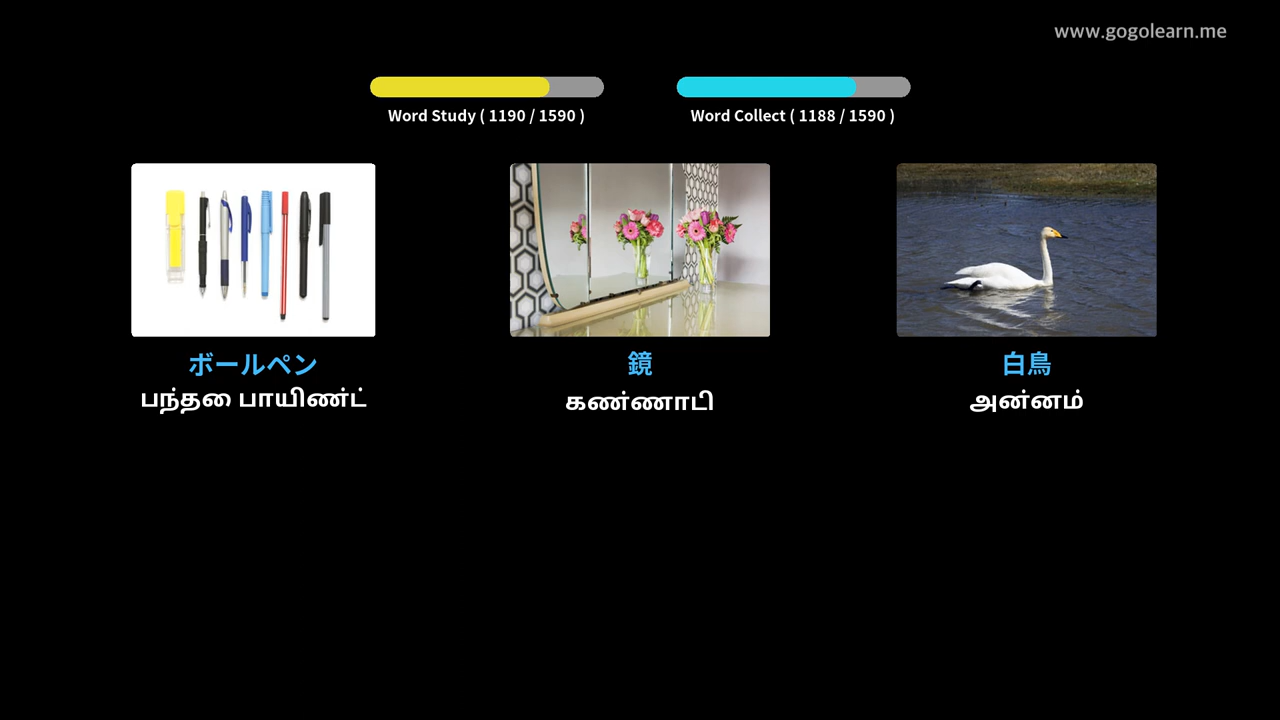 www.gogolearn.me
Word Study ( 1190 / 1590 )
Word Collect ( 1188 / 1590 )
ボールペン
பந்தை பாயிண்ட்
鏡
கண்ணாடி
白鳥
அன்னம்